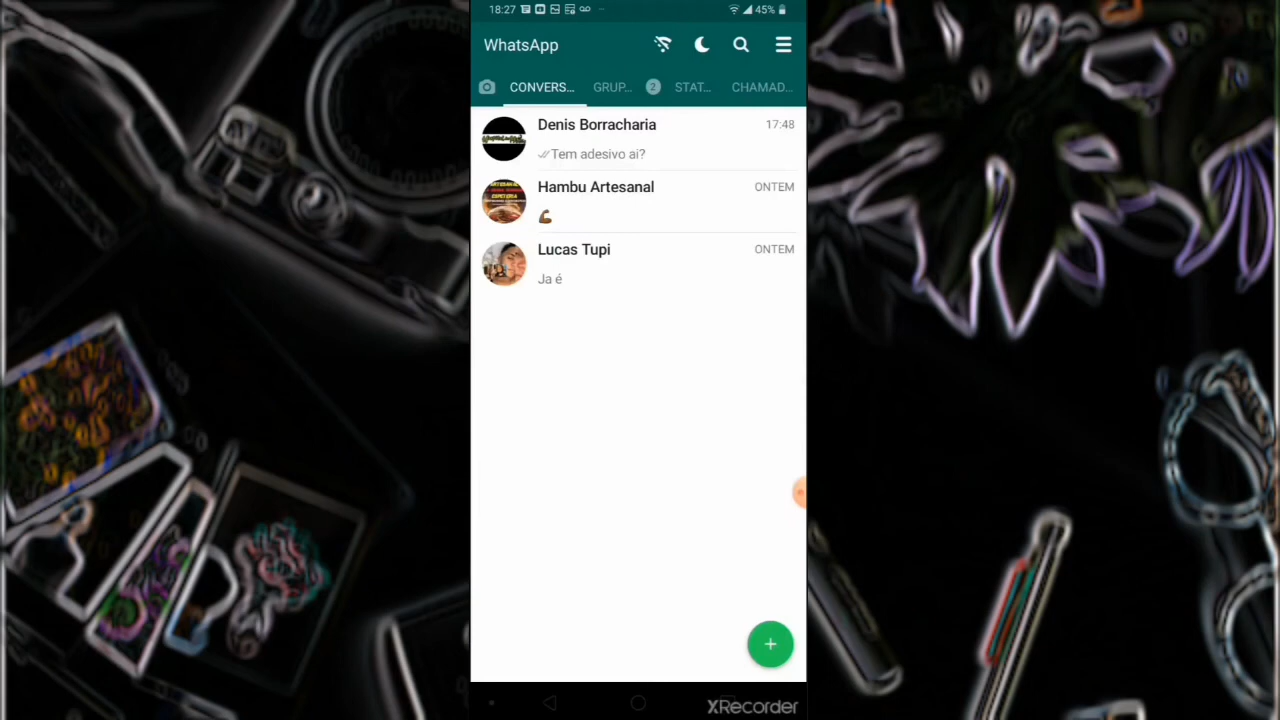 18:27 45%
WhatsApp
CONVERS... GRUP... 2 STAT... CHAMAD...
Denis Borracharia 17:48
Tem adesivo ai?
Hambu Artesanal ONTEM
Lucas Tupi ONTEM
Ja é
+
XRecorder